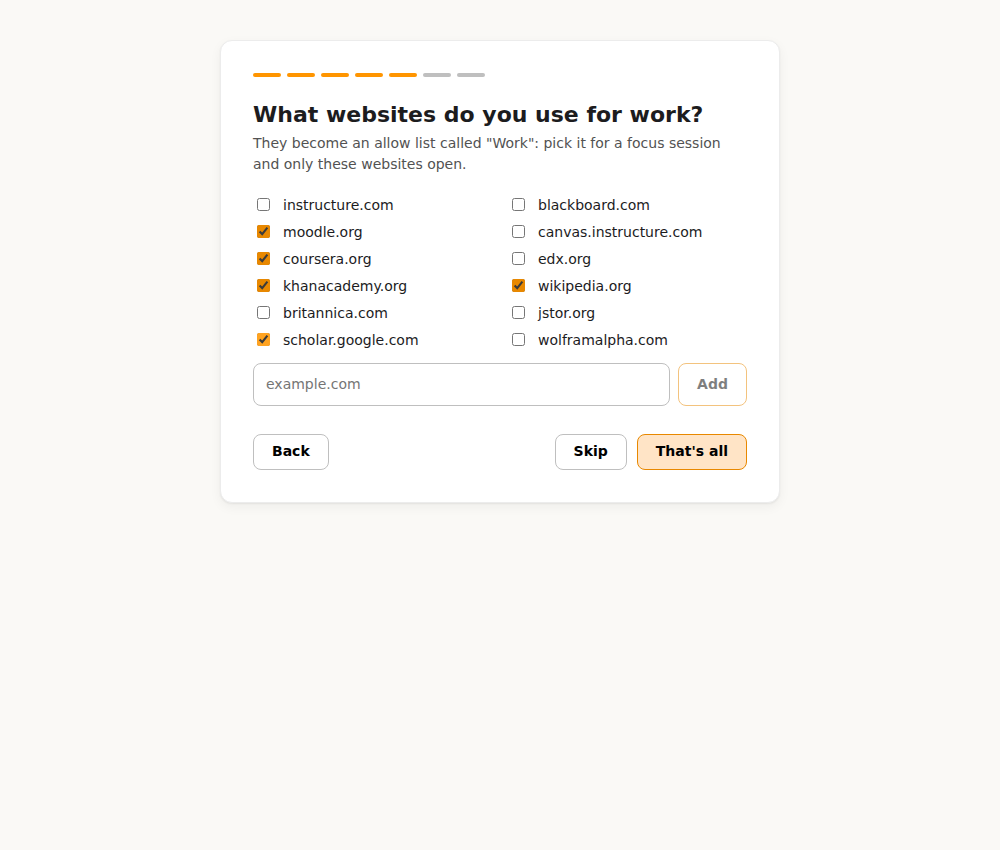 What websites do you use for work?
They become an allow list called "Work": pick it for a focus session
and only these websites open.
instructure.com
blackboard.com
moodle.org
canvas.instructure.com
coursera.org
edx.org
khanacademy.org
wikipedia.org
britannica.com
jstor.org
scholar.google.com
wolframalpha.com
example.com
Add
Back
Skip
That's all